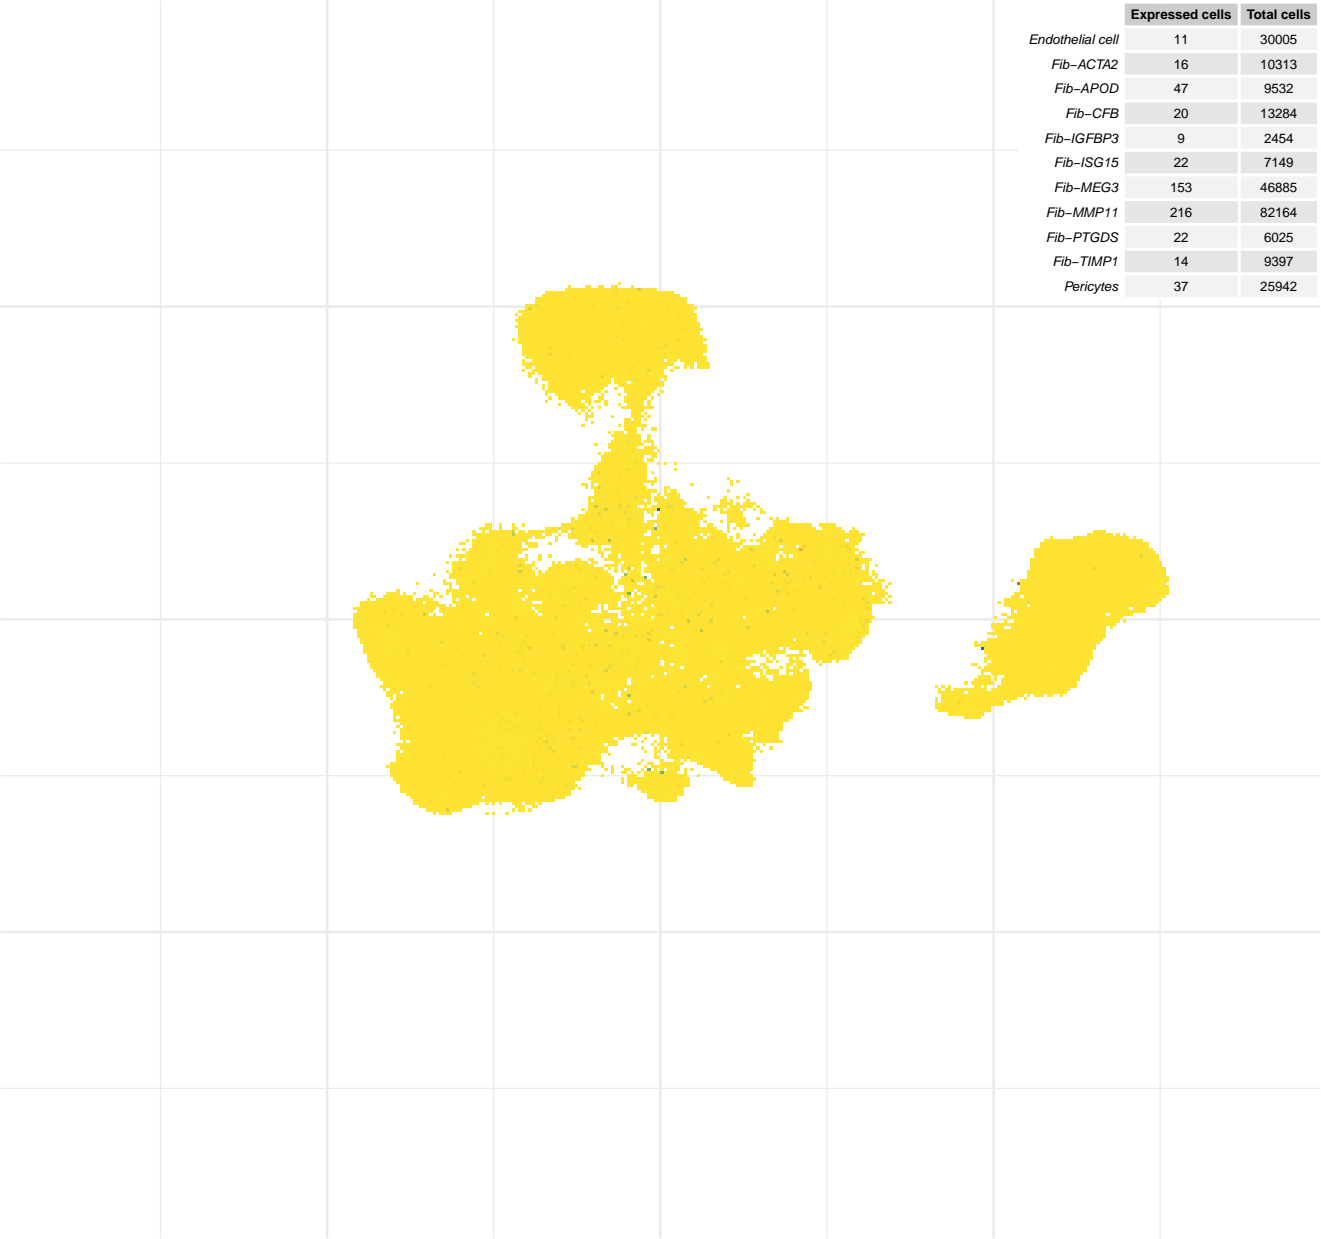 Expressed cells Total cells
Endothelial cell 11 30005
Fib−ACTA2 16 10313
Fib−APOD 47 9532
Fib−CFB 20 13284
Fib−IGFBP3 9 2454
Fib−ISG15 22 7149
Fib−MEG3 153 46885
Fib−MMP11 216 82164
Fib−PTGDS 22 6025
Fib−TIMP1 14 9397
Pericytes 37 25942